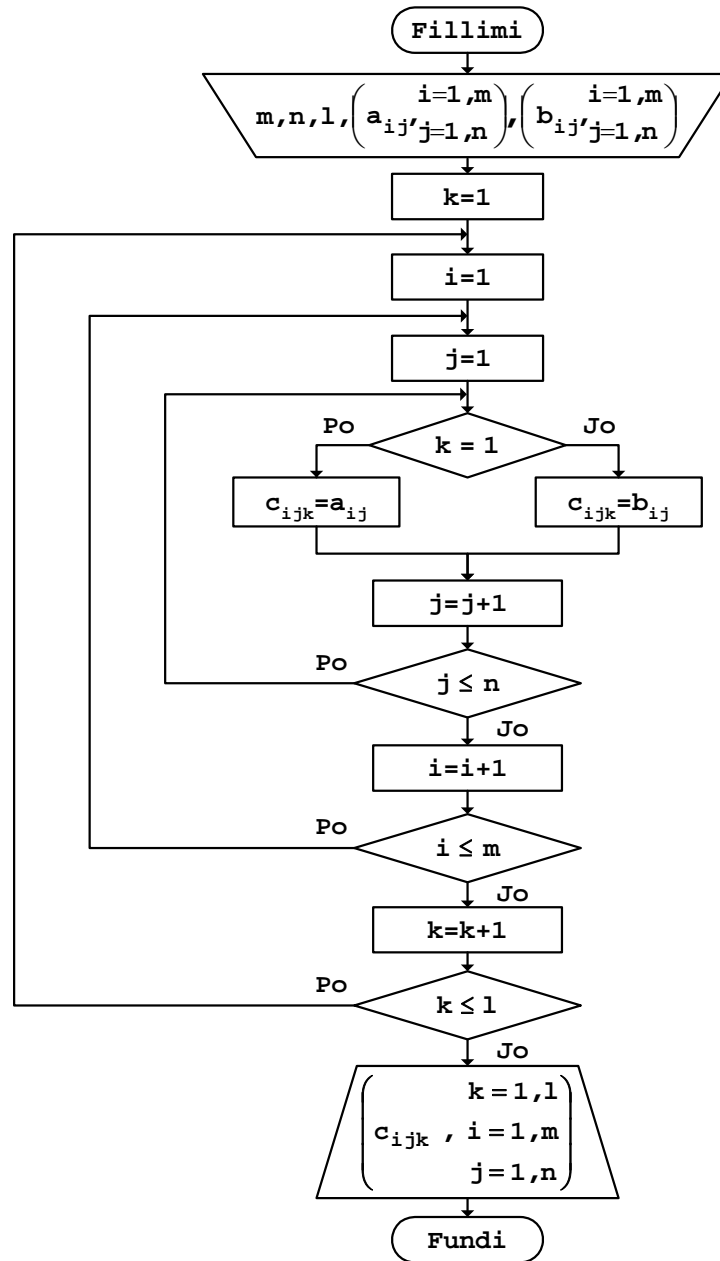 Fillimi
m,n,l,(a_ij, i=1,m j=1,n),(b_ij, i=1,m j=1,n)
k=1
i=1
j=1
Po Jo
k = 1
c_ijk=a_ij c_ijk=b_ij
j=j+1
Po
j ≤ n
Jo
i=i+1
Po
i ≤ m
Jo
k=k+1
Po
k ≤ l
Jo
k = 1,l
c_ijk , i = 1,m
j = 1,n
Fundi